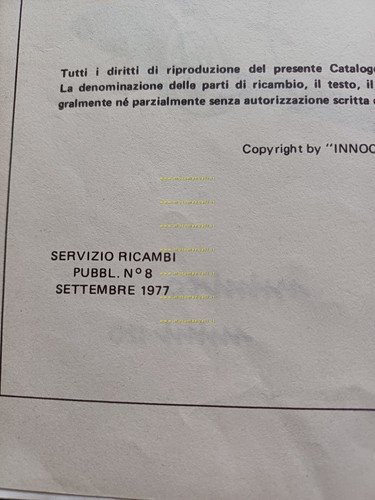 Tutti i diritti di riproduzione del presente Catalogo
La denominazione delle parti di ricambio, il testo, il
gralmente né parzialmente senza autorizzazione scritta
Copyright by "INNOC
SERVIZIO RICAMBI
PUBBL. N° 8
SETTEMBRE 1977